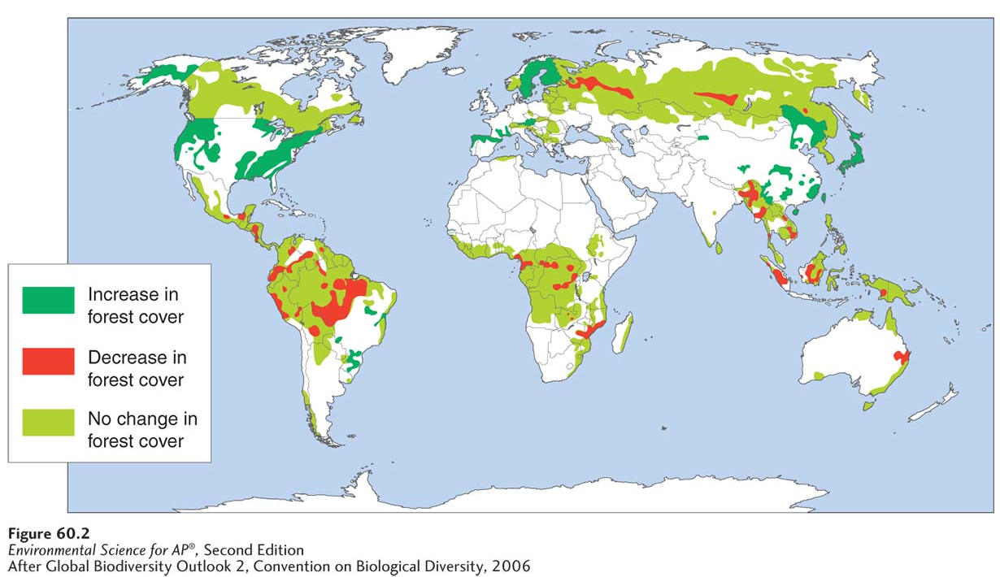 Increase in
forest cover
Decrease in
forest cover
No change in
forest cover
Figure 60.2
Environmental Science for AP®, Second Edition
After Global Biodiversity Outlook 2, Convention on Biological Diversity, 2006